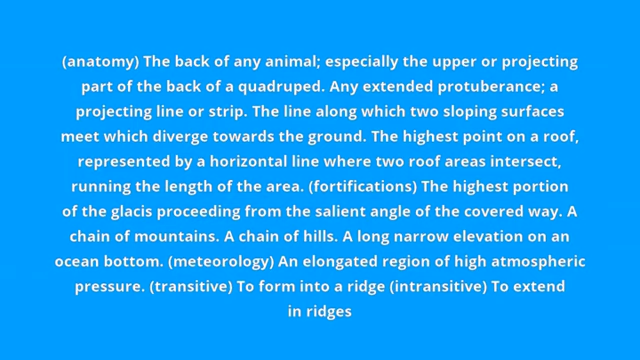 (anatomy) The back of any animal; especially the upper or projecting
part of the back of a quadruped. Any extended protuberance; a
projecting line or strip. The line along which two sloping surfaces
meet which diverge towards the ground. The highest point on a roof,
represented by a horizontal line where two roof areas intersect,
running the length of the area. (fortifications) The highest portion
of the glacis proceeding from the salient angle of the covered way. A
chain of mountains. A chain of hills. A long narrow elevation on an
ocean bottom. (meteorology) An elongated region of high atmospheric
pressure. (transitive) To form into a ridge (intransitive) To extend
in ridges